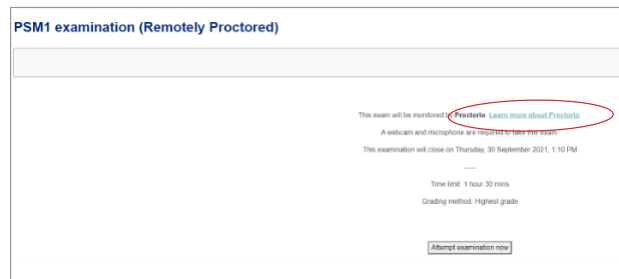 PSM1 examination (Remotely Proctored)
This exam will be monitored by Proctorio. Learn more about Proctorio.
A webcam and microphone are required to take this exam
This examination will close on Thursday, 30 September 2021, 1:10 PM
----
Time limit: 1 hour 30 mins
Grading method: Highest grade
Attempt examination now